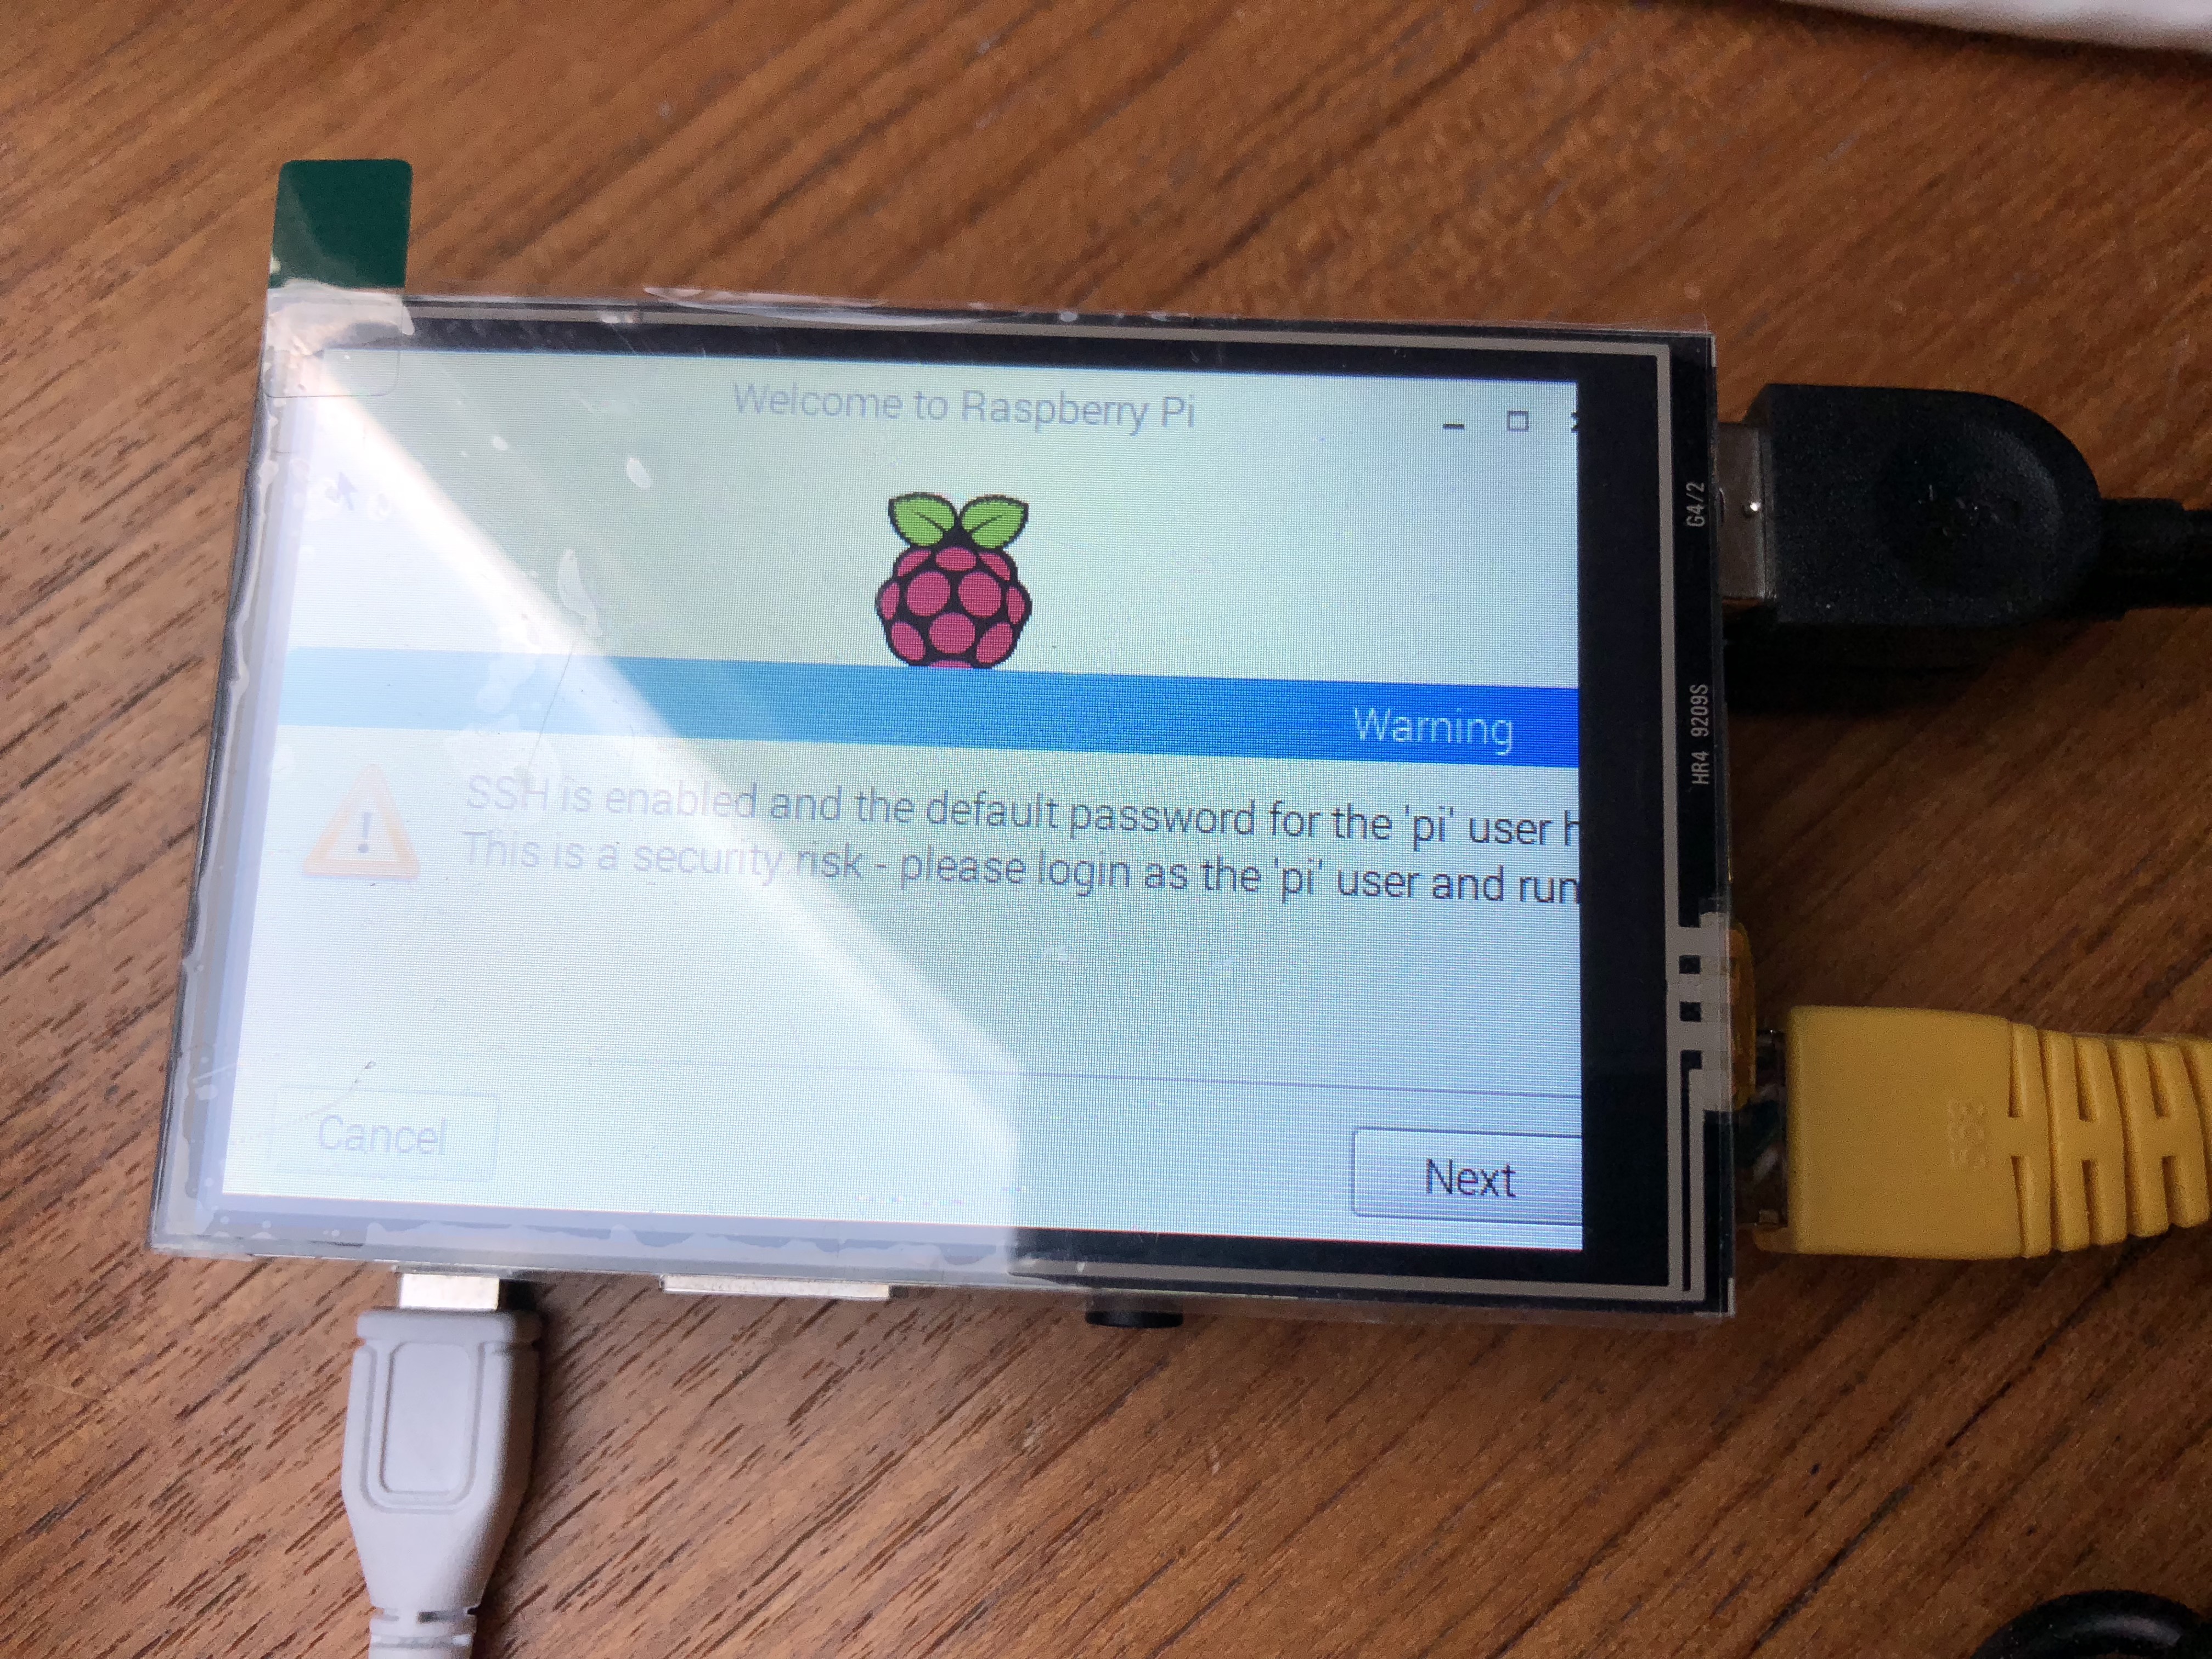 Welcome to Raspberry Pi
Warning
SSH is enabled and the default password for the 'pi' user h
This is a security risk - please login as the 'pi' user and run
Cancel
Next
G4/2
HR4 9209S